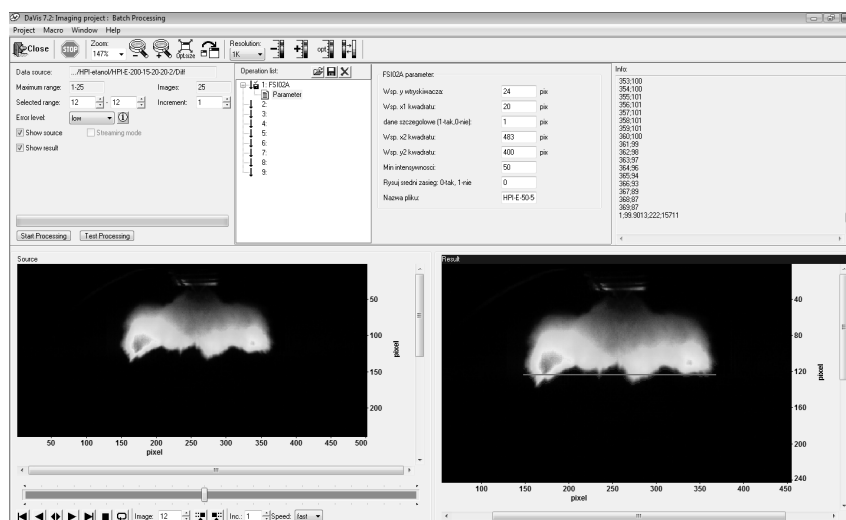 DaVis 7.2: Imaging project : Batch Processing
Project Macro Window Help
Close STOP Zoom: 147% Opt.size Resolution: 1K opt
Data source: .../HPI-etanol/HPI-E-200-15-20-20-2/Diff
Maximum range: 1-25 Images: 25
Selected range: 12 - 12 Increment: 1
Error level: low
Show source Streaming mode
Show result
Start Processing Test Processing
Operation list:
1: FSI02A
Parameter
2:
3:
4:
5:
6:
7:
8:
9:
FSI02A parameter:
Wsp. y wtryskiwacza: 24 pix
Wsp. x1 kwadratu: 20 pix
dane szczegolowe (1-tak,0-nie): 1 pix
Wsp. x2 kwadratu: 483 pix
Wsp. y2 kwadratu: 400 pix
Min intensywnosci: 50
Rysuj sredni zasieg: 0-tak, 1-nie 0
Nazwa pliku: HPI-E-50-5
Info:
353;100
354;100
355;101
356;101
357;101
358;101
359;101
360;100
361;99
362;98
363;97
364;96
365;94
366;93
367;89
368;87
369;87
1;99.9013;222;15711
Source
50
100
150
200
pixel
50 100 150 200 250 300 350 400 450 500
pixel
Image: 12 Inc.: 1 Speed: fast
Result
40
80
120
160
200
240
pixel
100 150 200 250 300 350 400 450
pixel